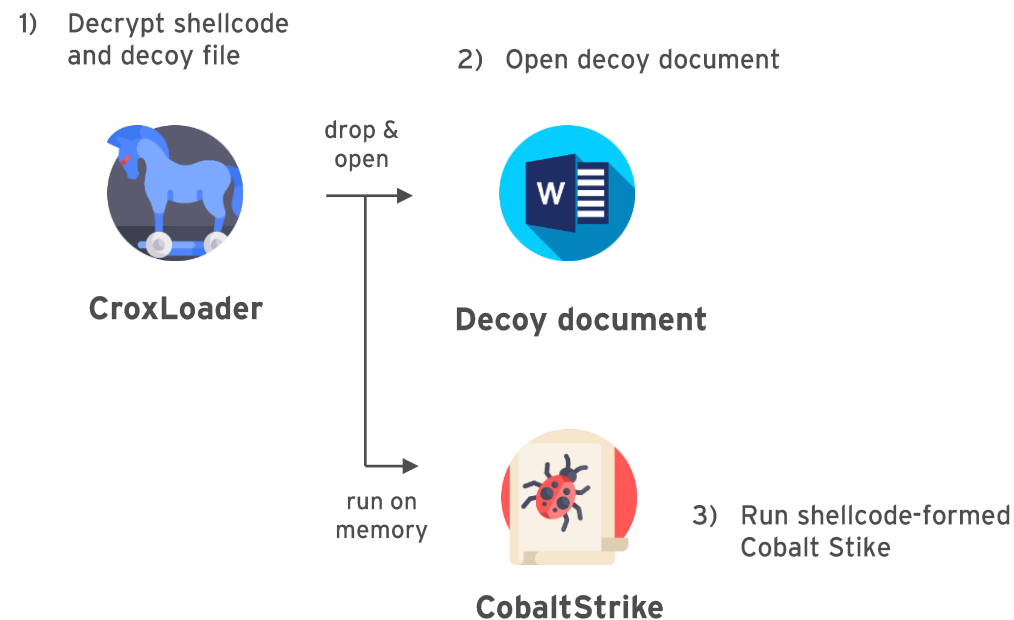 1) Decrypt shellcode
and decoy file
2) Open decoy document
drop &
open
W
CroxLoader
Decoy document
run on
memory
3) Run shellcode-formed
Cobalt Stike
CobaltStrike